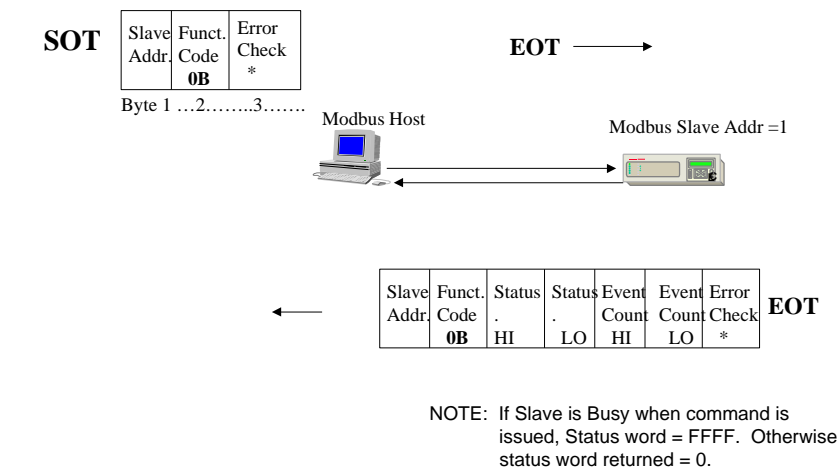 SOT
Slave Funct. Error
Addr. Code Check
0B *
Byte 1 …2……..3…….
EOT
Modbus Host
Modbus Slave Addr =1
Slave Funct. Status Status Event Event Error
Addr. Code . . Count Count Check
0B HI LO HI LO *
EOT
NOTE: If Slave is Busy when command is
issued, Status word = FFFF. Otherwise
status word returned = 0.